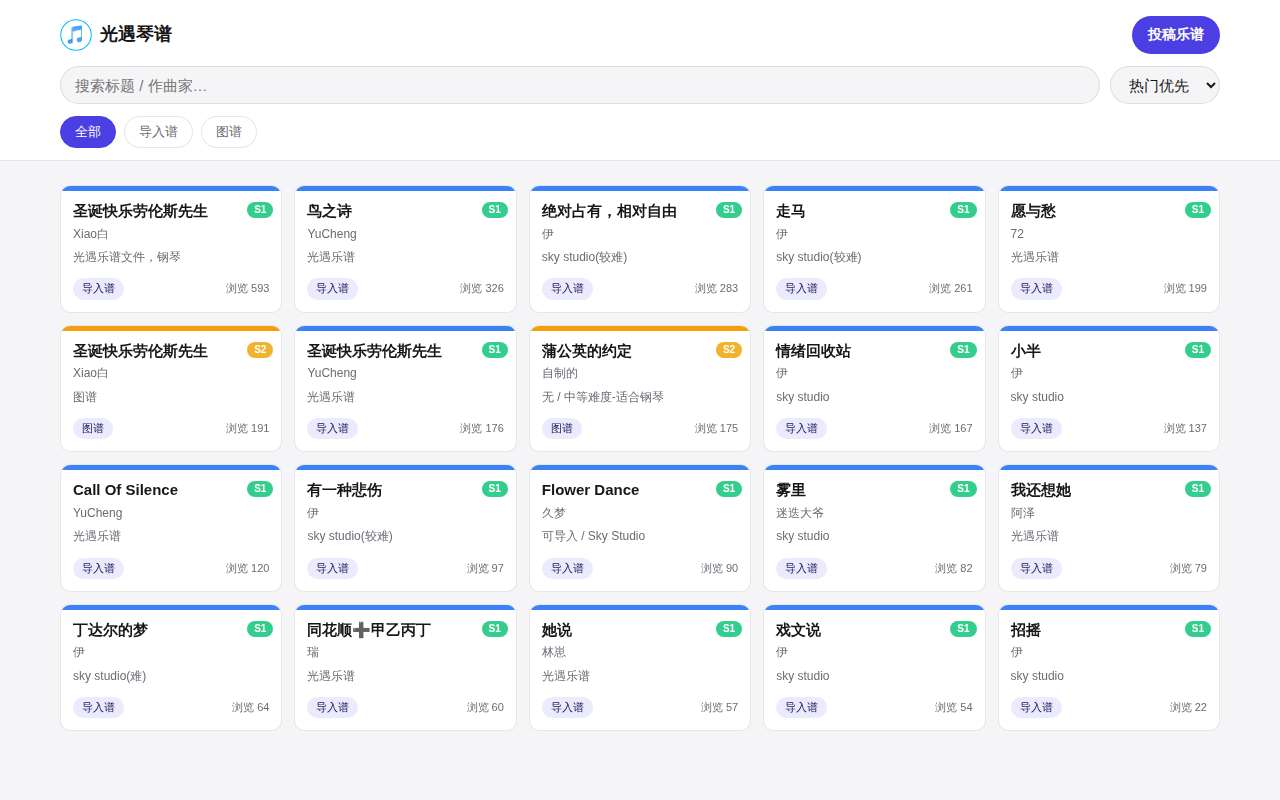 光遇琴谱
投稿乐谱
搜索标题 / 作曲家…
热门优先
全部
导入谱
图谱
圣诞快乐劳伦斯先生
S1
Xiao白
光遇乐谱文件，钢琴
导入谱
浏览 593
鸟之诗
S1
YuCheng
光遇乐谱
导入谱
浏览 326
绝对占有，相对自由
S1
伊
sky studio(较难)
导入谱
浏览 283
走马
S1
伊
sky studio(较难)
导入谱
浏览 261
愿与愁
S1
72
光遇乐谱
导入谱
浏览 199
圣诞快乐劳伦斯先生
S2
Xiao白
图谱
图谱
浏览 191
圣诞快乐劳伦斯先生
S1
YuCheng
光遇乐谱
导入谱
浏览 176
蒲公英的约定
S2
自制的
无 / 中等难度-适合钢琴
图谱
浏览 175
情绪回收站
S1
伊
sky studio
导入谱
浏览 167
小半
S1
伊
sky studio
导入谱
浏览 137
Call Of Silence
S1
YuCheng
光遇乐谱
导入谱
浏览 120
有一种悲伤
S1
伊
sky studio(较难)
导入谱
浏览 97
Flower Dance
S1
久梦
可导入 / Sky Studio
导入谱
浏览 90
雾里
S1
迷迭大爷
sky studio
导入谱
浏览 82
我还想她
S1
阿泽
光遇乐谱
导入谱
浏览 79
丁达尔的梦
S1
伊
sky studio(难)
导入谱
浏览 64
同花顺➕甲乙丙丁
S1
瑞
光遇乐谱
导入谱
浏览 60
她说
S1
林崽
光遇乐谱
导入谱
浏览 57
戏文说
S1
伊
sky studio
导入谱
浏览 54
招摇
S1
伊
sky studio
导入谱
浏览 22